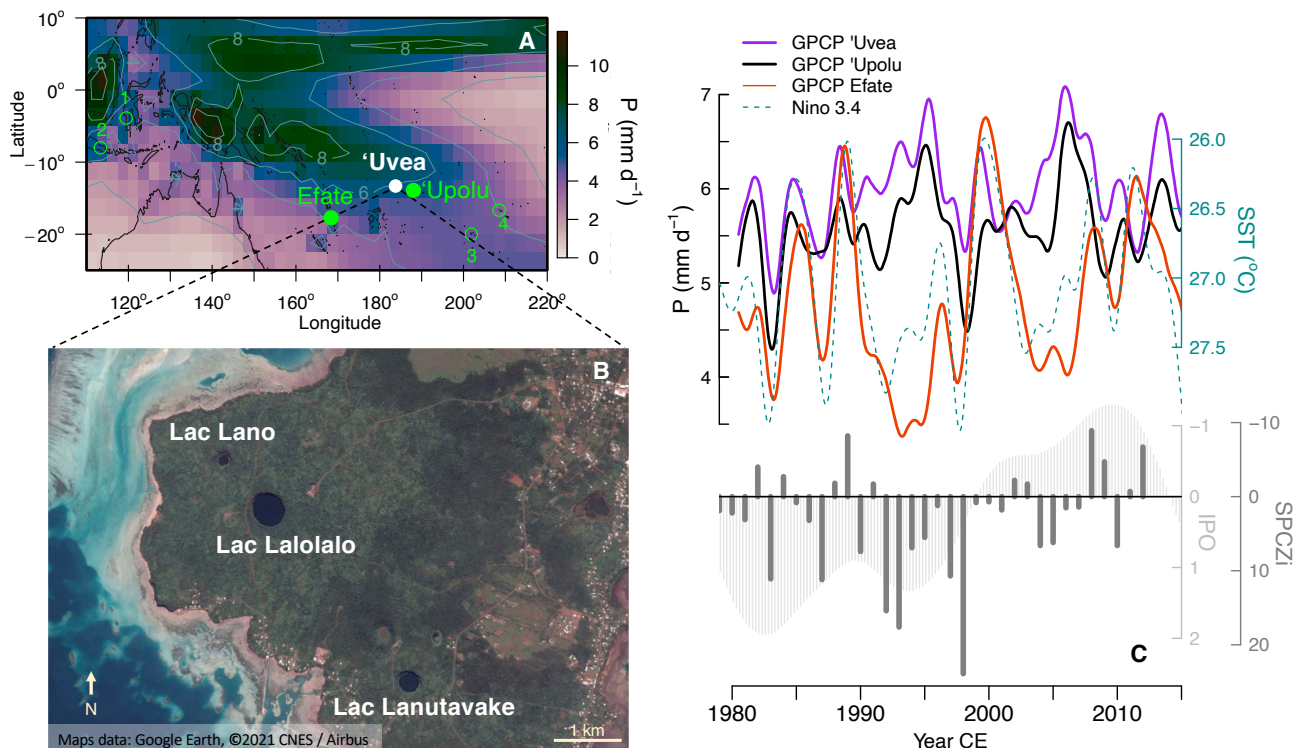 A
10°
0°
−10°
−20°
Latitude
120°
140°
160°
180°
200°
220°
Longitude
8
8
8
8
6
1
2
3
4
Efate
'Uvea
'Upolu
10
8
6
4
2
0
P (mm d⁻¹)
B
Lac Lano
Lac Lalolalo
Lac Lanutavake
N
1 km
Maps data: Google Earth, ©2021 CNES / Airbus
GPCP 'Uvea
GPCP 'Upolu
GPCP Efate
Nino 3.4
7
6
5
4
P (mm d⁻¹)
26.0
26.5
27.0
27.5
SST (°C)
-1
0
1
2
IPO
-10
0
10
20
SPCZi
C
1980
1990
2000
2010
Year CE